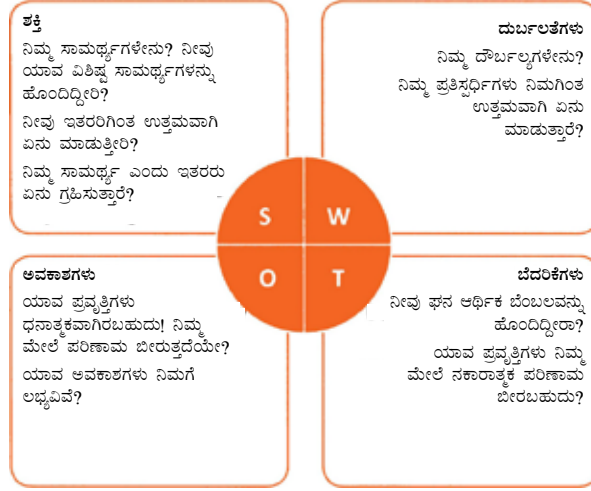 ಶಕ್ತಿ
ನಿಮ್ಮ ಸಾಮರ್ಥ್ಯಗಳೇನು? ನೀವು
ಯಾವ ವಿಶಿಷ್ಟ ಸಾಮರ್ಥ್ಯಗಳನ್ನು
ಹೊಂದಿದ್ದೀರಿ?
ನೀವು ಇತರರಿಗಿಂತ ಉತ್ತಮವಾಗಿ
ಏನು ಮಾಡುತ್ತೀರಿ?
ನಿಮ್ಮ ಸಾಮರ್ಥ್ಯ ಎಂದು ಇತರರು
ಏನು ಗ್ರಹಿಸುತ್ತಾರೆ?
ದುರ್ಬಲತೆಗಳು
ನಿಮ್ಮ ದೌರ್ಬಲ್ಯಗಳೇನು?
ನಿಮ್ಮ ಪ್ರತಿಸ್ಪರ್ಧಿಗಳು ನಿಮಗಿಂತ
ಉತ್ತಮವಾಗಿ ಏನು
ಮಾಡುತ್ತಾರೆ?
S W
O T
ಅವಕಾಶಗಳು
ಯಾವ ಪ್ರವೃತ್ತಿಗಳು
ಧನಾತ್ಮಕವಾಗಿರಬಹುದು! ನಿಮ್ಮ
ಮೇಲೆ ಪರಿಣಾಮ ಬೀರುತ್ತದೆಯೇ?
ಯಾವ ಅವಕಾಶಗಳು ನಿಮಗೆ
ಲಭ್ಯವಿವೆ?
ಬೆದರಿಕೆಗಳು
ನೀವು ಘನ ಆರ್ಥಿಕ ಬೆಂಬಲವನ್ನು
ಹೊಂದಿದ್ದೀರಾ?
ಯಾವ ಪ್ರವೃತ್ತಿಗಳು ನಿಮ್ಮ
ಮೇಲೆ ನಕಾರಾತ್ಮಕ ಪರಿಣಾಮ
ಬೀರಬಹುದು?